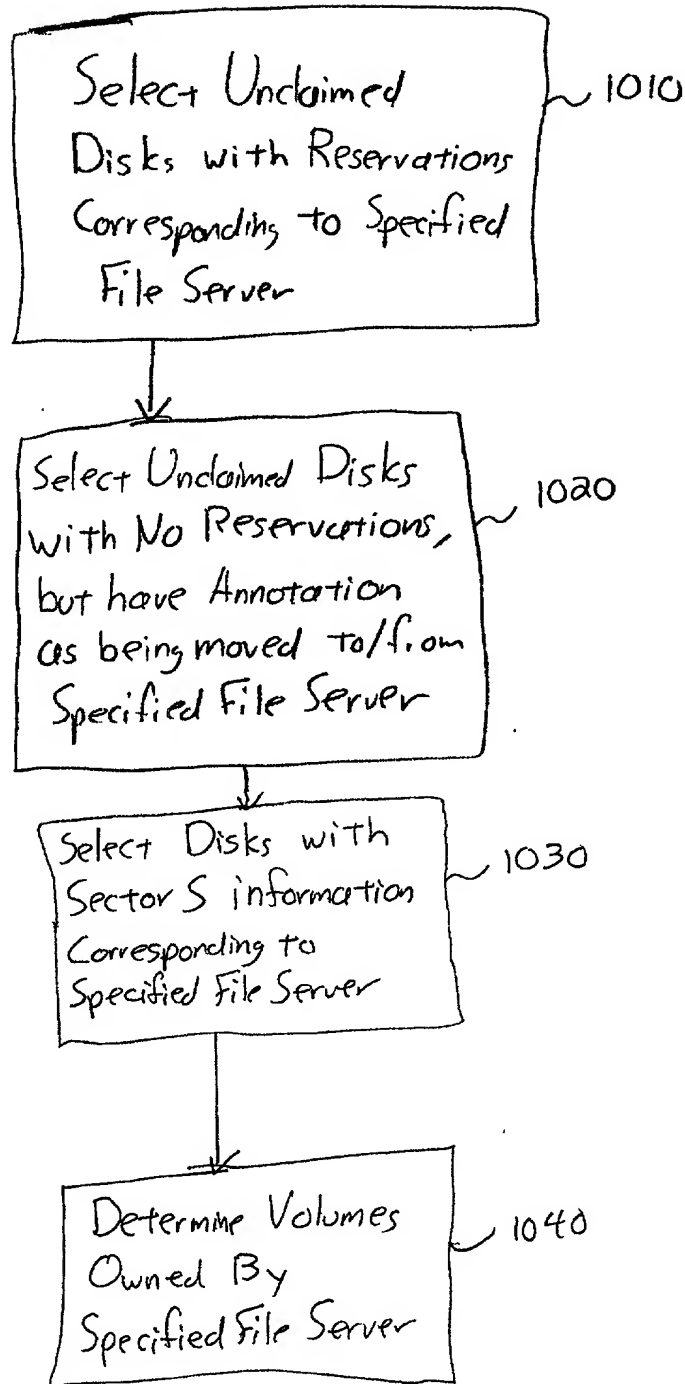 Select Unclaimed
Disks with Reservations
Corresponding to Specified
File Server
1010
Select Unclaimed Disks
with No Reservations,
but have Annotation
as being moved to/from
Specified File Server
1020
Select Disks with
Sector S information
Corresponding to
Specified File Server
1030
Determine Volumes
Owned By
Specified File Server
1040